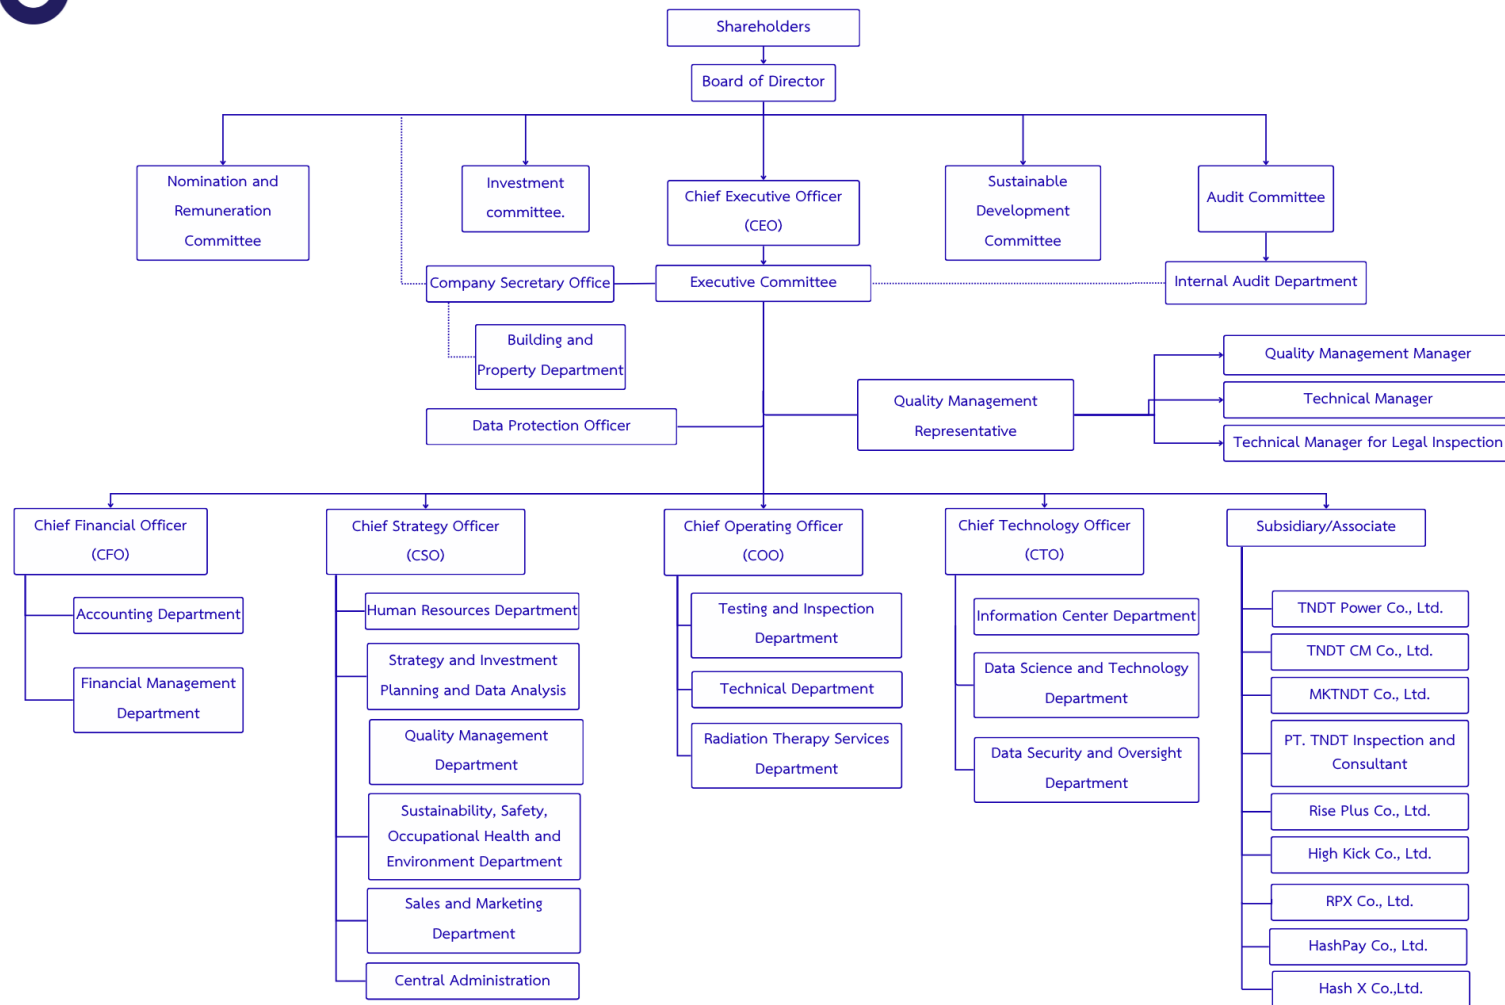 Shareholders
Board of Director
Nomination and
Remuneration
Committee
Investment
committee.
Chief Executive Officer
(CEO)
Sustainable
Development
Committee
Audit Committee
Company Secretary Office
Executive Committee
Internal Audit Department
Building and
Property Department
Data Protection Officer
Quality Management
Representative
Quality Management Manager
Technical Manager
Technical Manager for Legal Inspection
Chief Financial Officer
(CFO)
Accounting Department
Financial Management
Department
Chief Strategy Officer
(CSO)
Human Resources Department
Strategy and Investment
Planning and Data Analysis
Quality Management
Department
Sustainability, Safety,
Occupational Health and
Environment Department
Sales and Marketing
Department
Central Administration
Chief Operating Officer
(COO)
Testing and Inspection
Department
Technical Department
Radiation Therapy Services
Department
Chief Technology Officer
(CTO)
Information Center Department
Data Science and Technology
Department
Data Security and Oversight
Department
Subsidiary/Associate
TNDT Power Co., Ltd.
TNDT CM Co., Ltd.
MKTNDT Co., Ltd.
PT. TNDT Inspection and
Consultant
Rise Plus Co., Ltd.
High Kick Co., Ltd.
RPX Co., Ltd.
HashPay Co., Ltd.
Hash X Co.,Ltd.